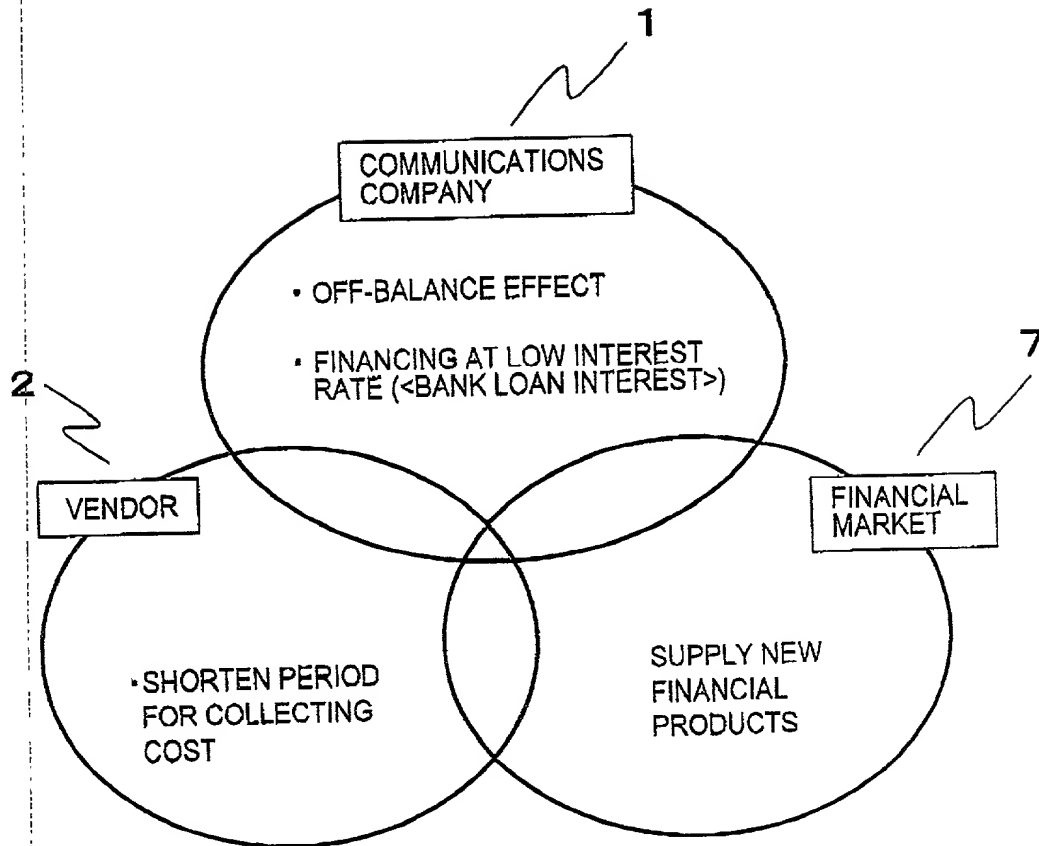 1
COMMUNICATIONS
COMPANY
· OFF-BALANCE EFFECT
· FINANCING AT LOW INTEREST
RATE (<BANK LOAN INTEREST>)
7
2
VENDOR
FINANCIAL
MARKET
· SHORTEN PERIOD
FOR COLLECTING
COST
SUPPLY NEW
FINANCIAL
PRODUCTS